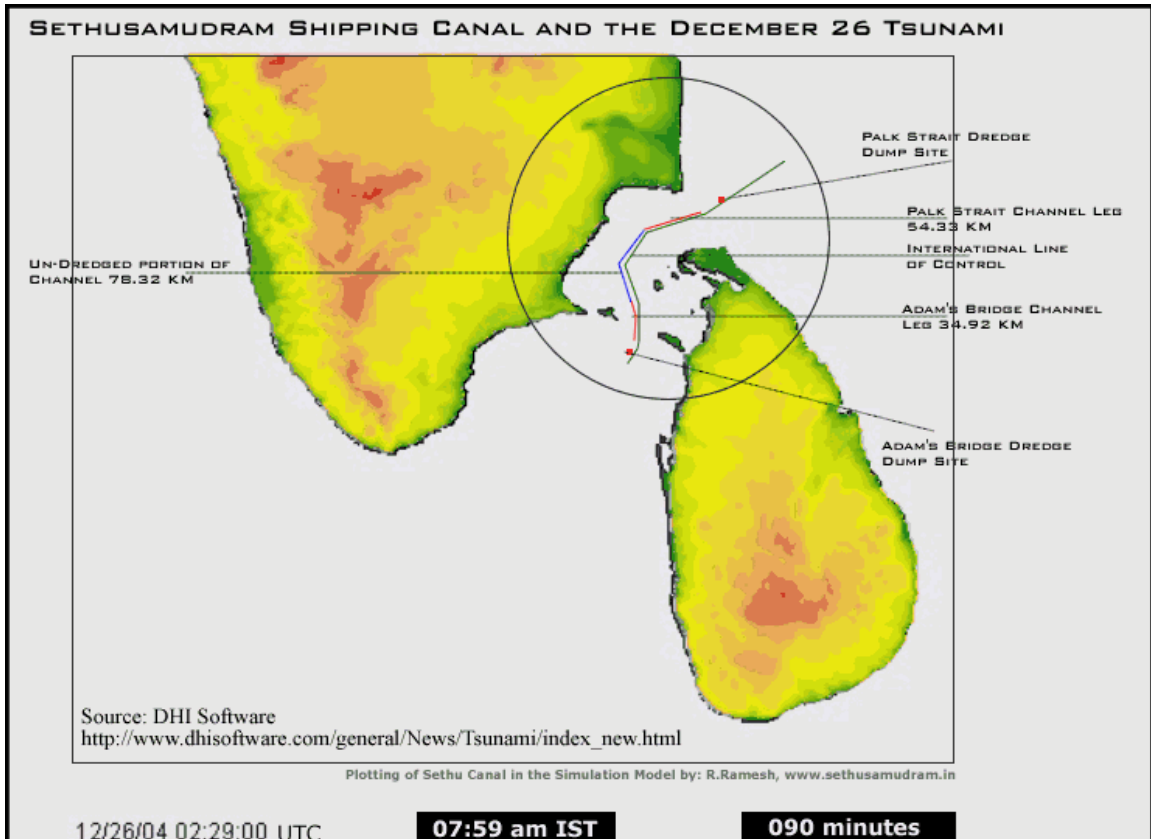 Sethusamudram Shipping Canal and the December 26 Tsunami
Palk Strait Dredge
Dump Site
Palk Strait Channel Leg
54.33 km
International Line
of Control
Un-Dredged portion of
Channel 78.32 km
Adam's Bridge Channel
Leg 34.92 km
Adam's Bridge Dredge
Dump Site
Source: DHI Software
http://www.dhisoftware.com/general/News/Tsunami/index_new.html
Plotting of Sethu Canal in the Simulation Model by: R.Ramesh, www.sethusamudram.in
12/26/04 02:29:00 UTC
07:59 am IST
090 minutes